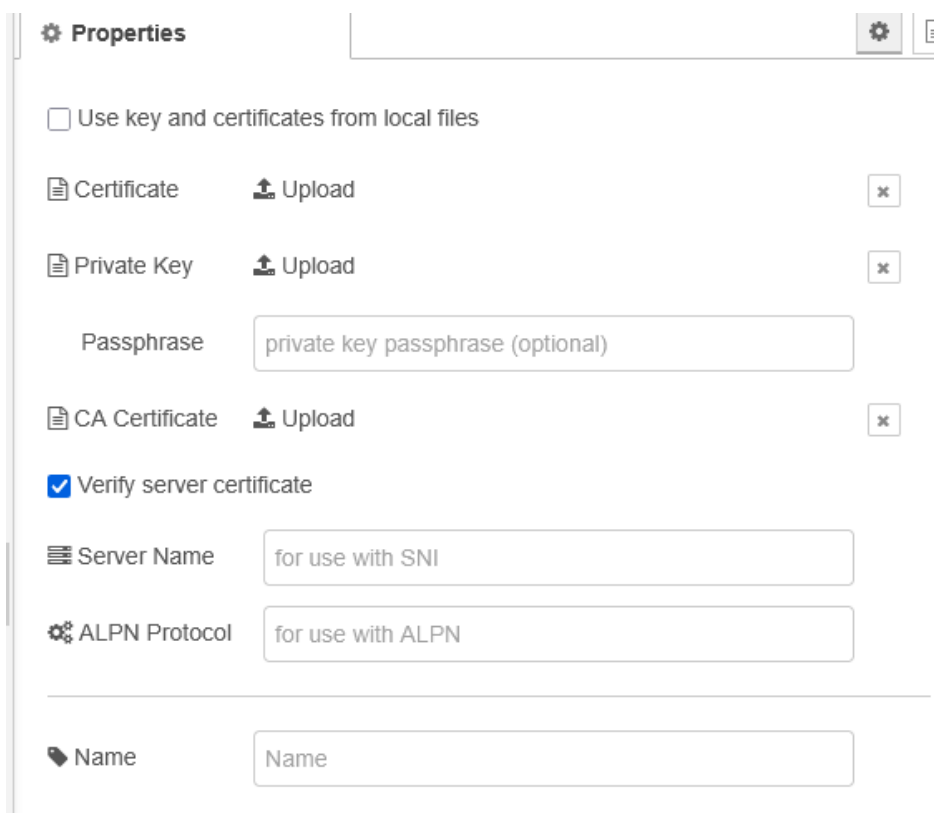 Properties
Use key and certificates from local files
Certificate Upload
Private Key Upload
Passphrase private key passphrase (optional)
CA Certificate Upload
Verify server certificate
Server Name for use with SNI
ALPN Protocol for use with ALPN
Name Name